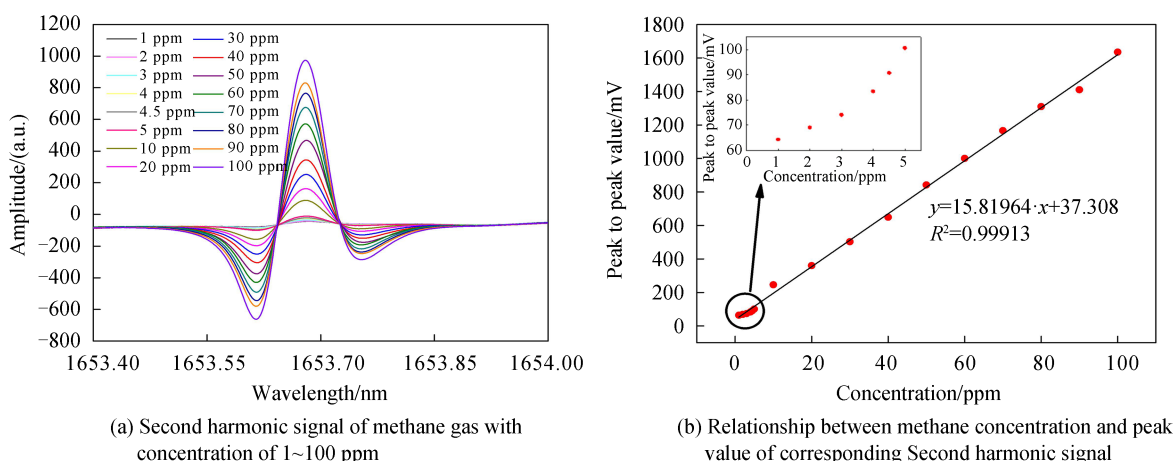 1200
1000
800
600
400
200
0
−200
−400
−600
−800
Amplitude/(a.u.)
1 ppm
2 ppm
3 ppm
4 ppm
4.5 ppm
5 ppm
10 ppm
20 ppm
30 ppm
40 ppm
50 ppm
60 ppm
70 ppm
80 ppm
90 ppm
100 ppm
1653.40 1653.55 1653.70 1653.85 1654.00
Wavelength/nm
(a) Second harmonic signal of methane gas with
concentration of 1~100 ppm
1800
1600
1400
1200
1000
800
600
400
200
0
Peak to peak value/mV
100
90
80
70
60
Peak to peak value/mV
0 1 2 3 4 5
Concentration/ppm
y=15.81964·x+37.308
R²=0.99913
0 20 40 60 80 100
Concentration/ppm
(b) Relationship between methane concentration and peak
value of corresponding Second harmonic signal